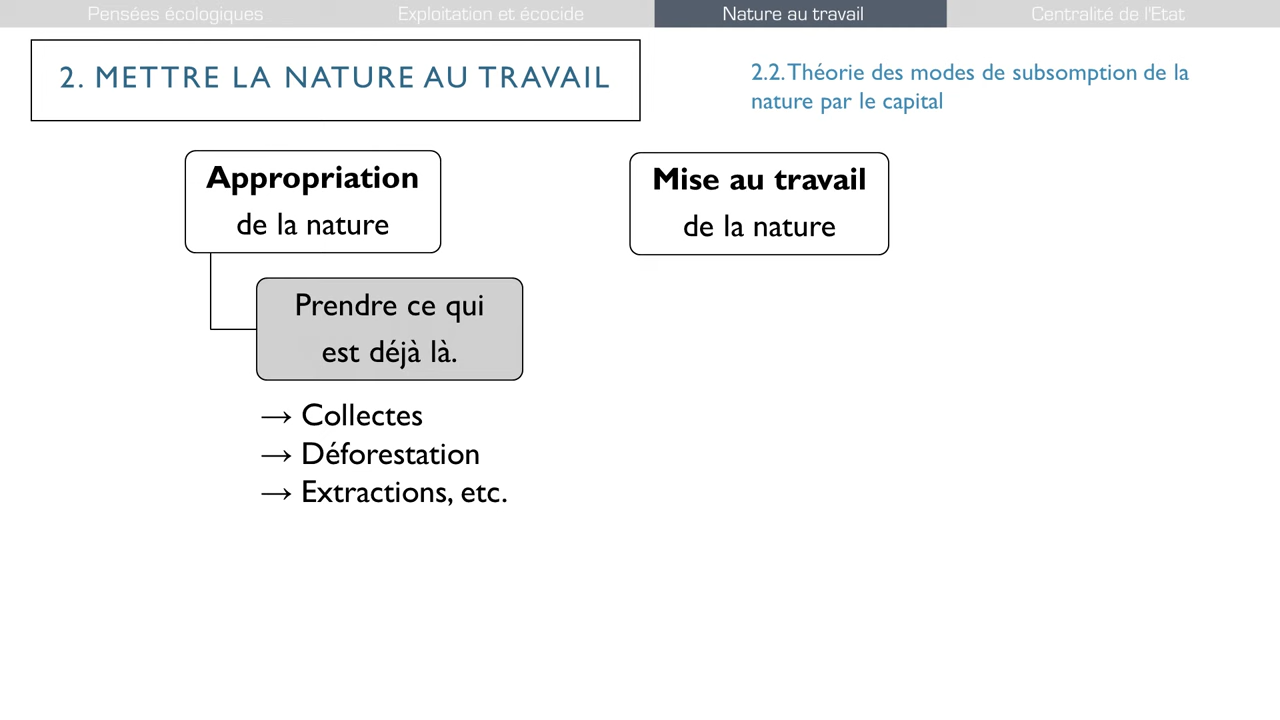 Pensées écologiques
Exploitation et écocide
Nature au travail
Centralité de l'Etat
2. METTRE LA NATURE AU TRAVAIL
2.2. Théorie des modes de subsomption de la
nature par le capital
Appropriation
de la nature
Mise au travail
de la nature
Prendre ce qui
est déjà là.
→ Collectes
→ Déforestation
→ Extractions, etc.